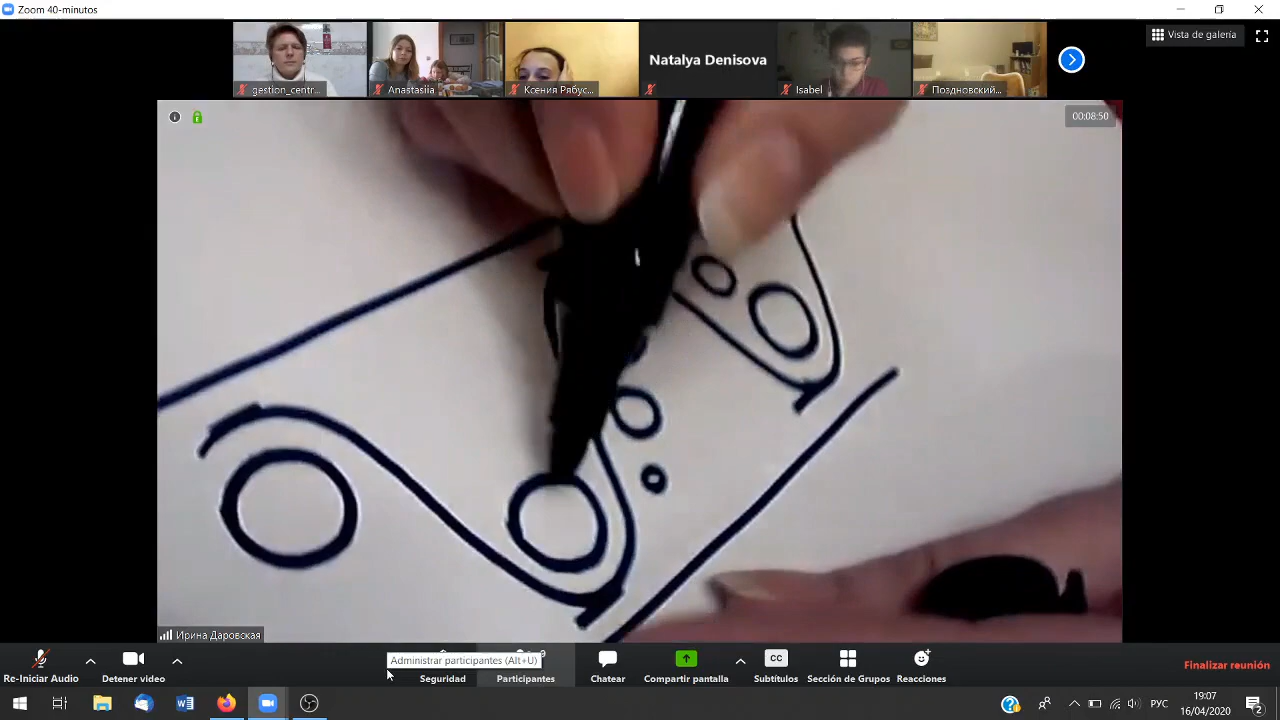 Zoom 40-minutos
gestion_centr...
Anastasiia
Ксения Рябус...
Natalya Denisova
Isabel
Поздновский...
Vista de galería
00:08:50
Ирина Даровская
Administrar participantes (Alt+U)
Re-Iniciar Audio
Detener video
Seguridad
Participantes
Chatear
Compartir pantalla
CC
Subtítulos
Sección de Grupos
Reacciones
Finalizar reunión
РУС
19:07
16/04/2020
2